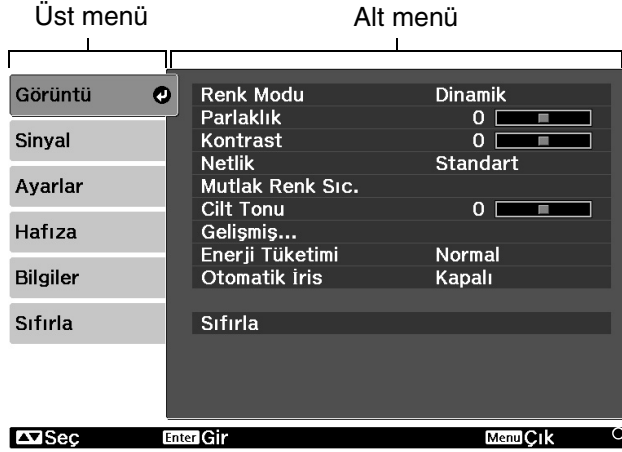 Üst menü Alt menü
Görüntü
Sinyal
Ayarlar
Hafıza
Bilgiler
Sıfırla
Renk Modu Dinamik
Parlaklık 0
Kontrast 0
Netlik Standart
Mutlak Renk Sıc.
Cilt Tonu 0
Gelişmiş...
Enerji Tüketimi Normal
Otomatik İris Kapalı
Sıfırla
Seç Enter Gir Menu Çık